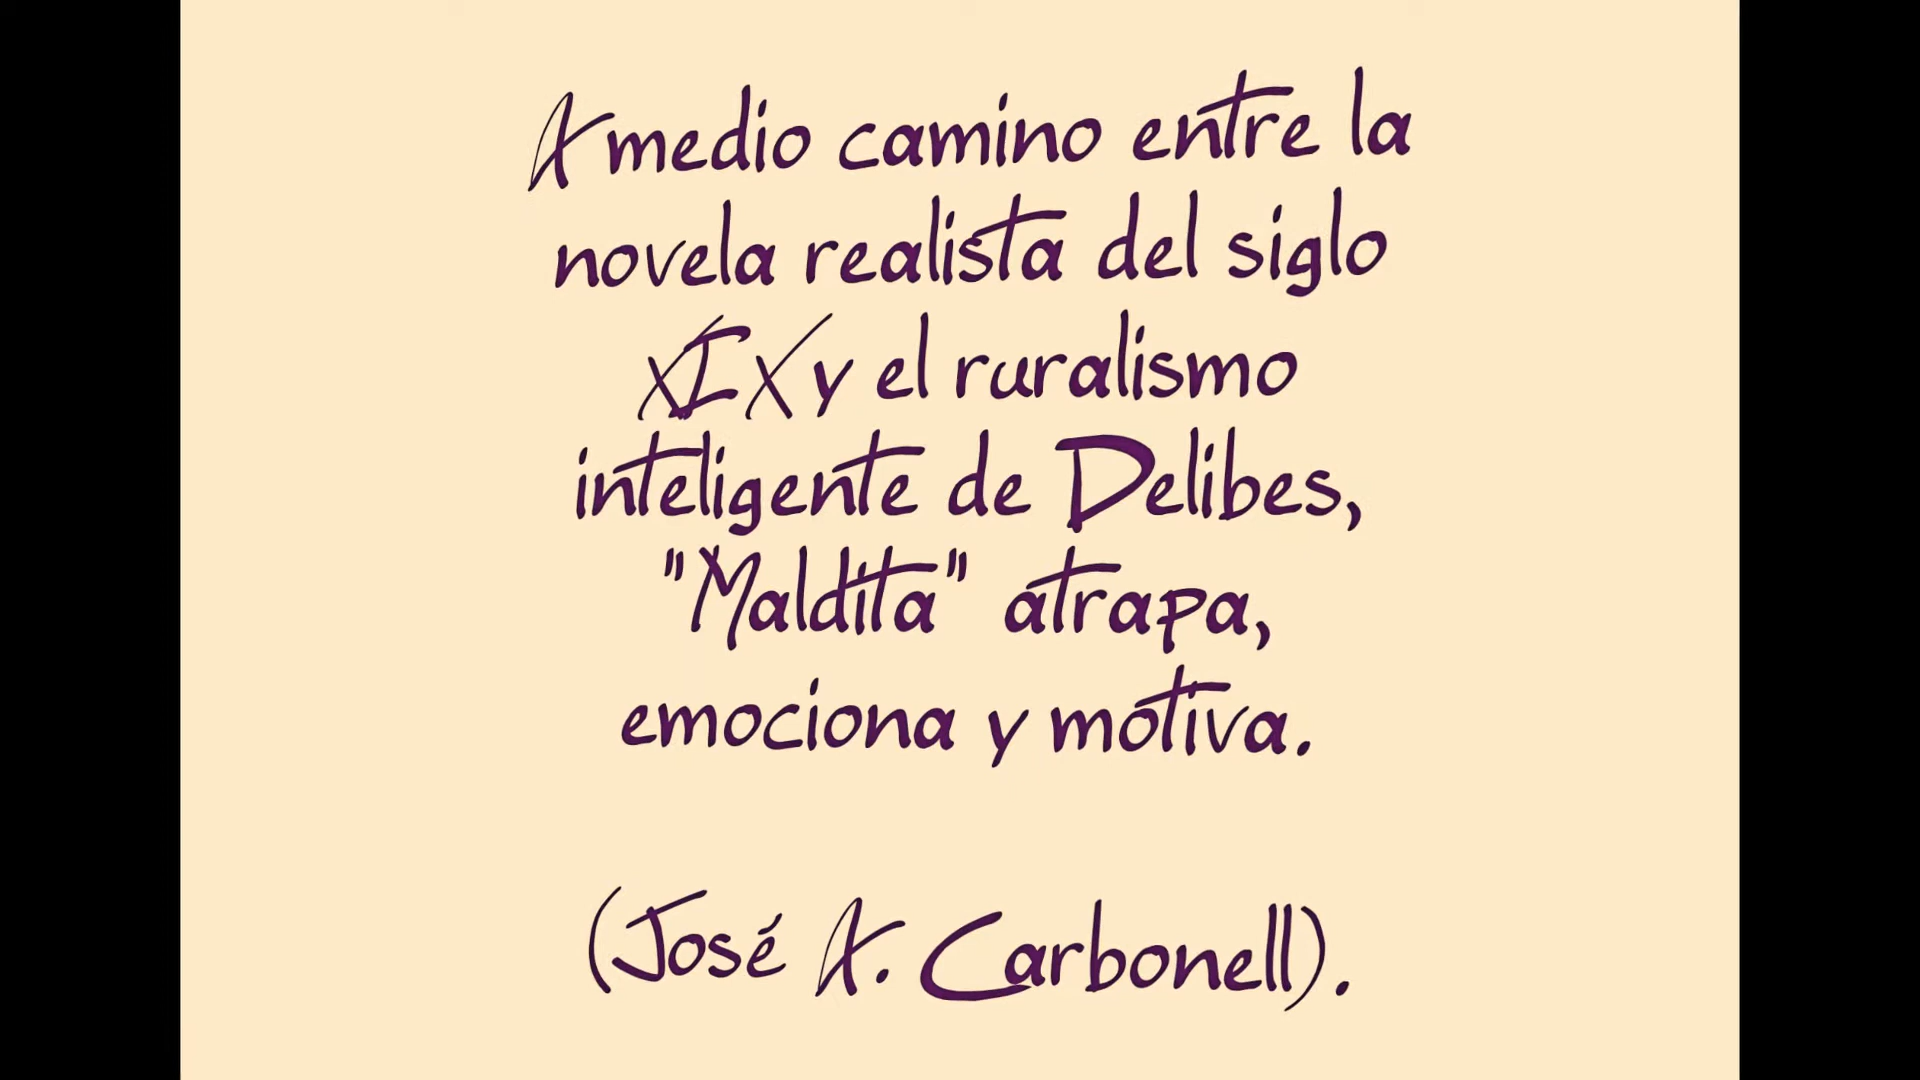 A medio camino entre la
novela realista del siglo
XIX y el ruralismo
inteligente de Delibes,
"Maldita" atrapa,
emociona y motiva.
(José A. Carbonell).